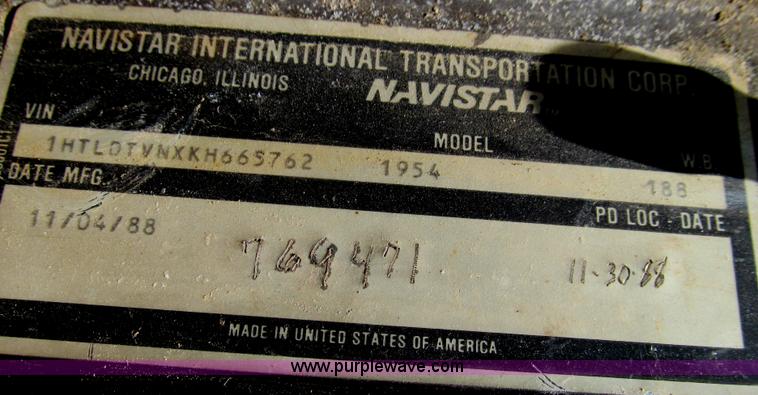 NAVISTAR INTERNATIONAL TRANSPORTATION CORP.
CHICAGO, ILLINOIS NAVISTAR
VIN MODEL W B
1HTLDTVNXKH665762 1954 188
DATE MFG. PD LOC - DATE
11/04/88 769471 11-30-88
MADE IN UNITED STATES OF AMERICA
www.purplewave.com